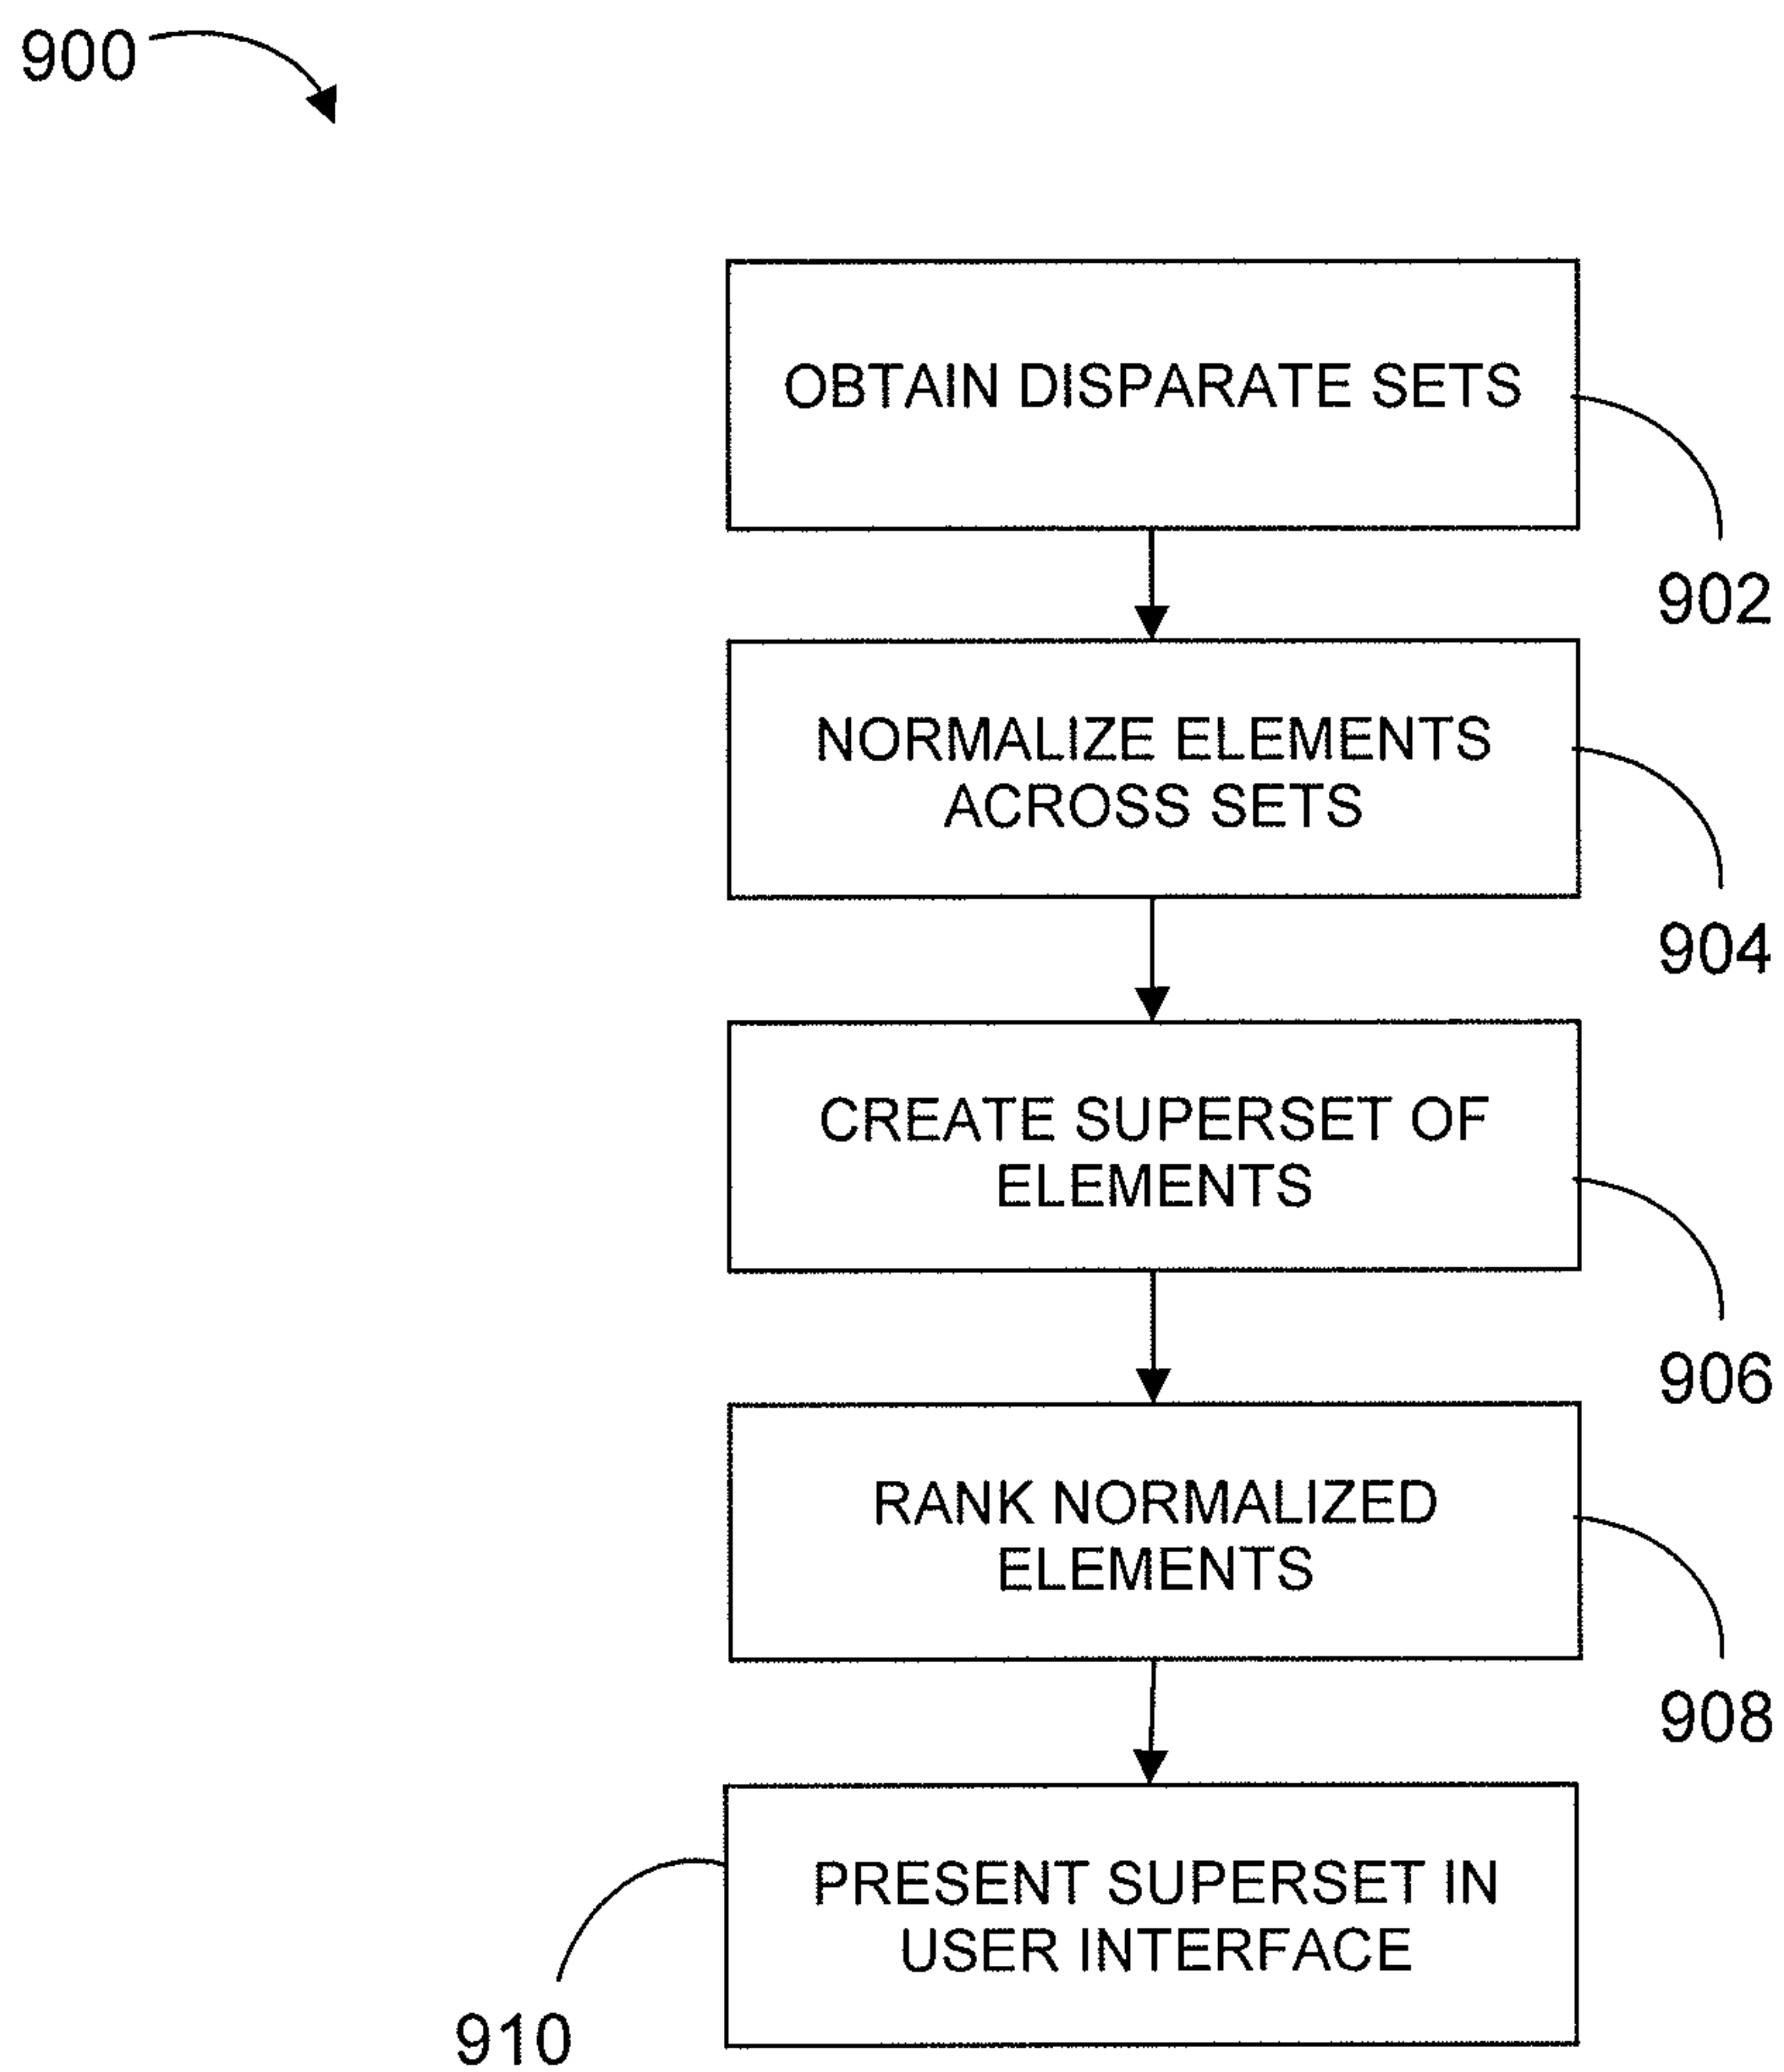 900
OBTAIN DISPARATE SETS
902
NORMALIZE ELEMENTS
ACROSS SETS
904
CREATE SUPERSET OF
ELEMENTS
906
RANK NORMALIZED
ELEMENTS
908
PRESENT SUPERSET IN
USER INTERFACE
910